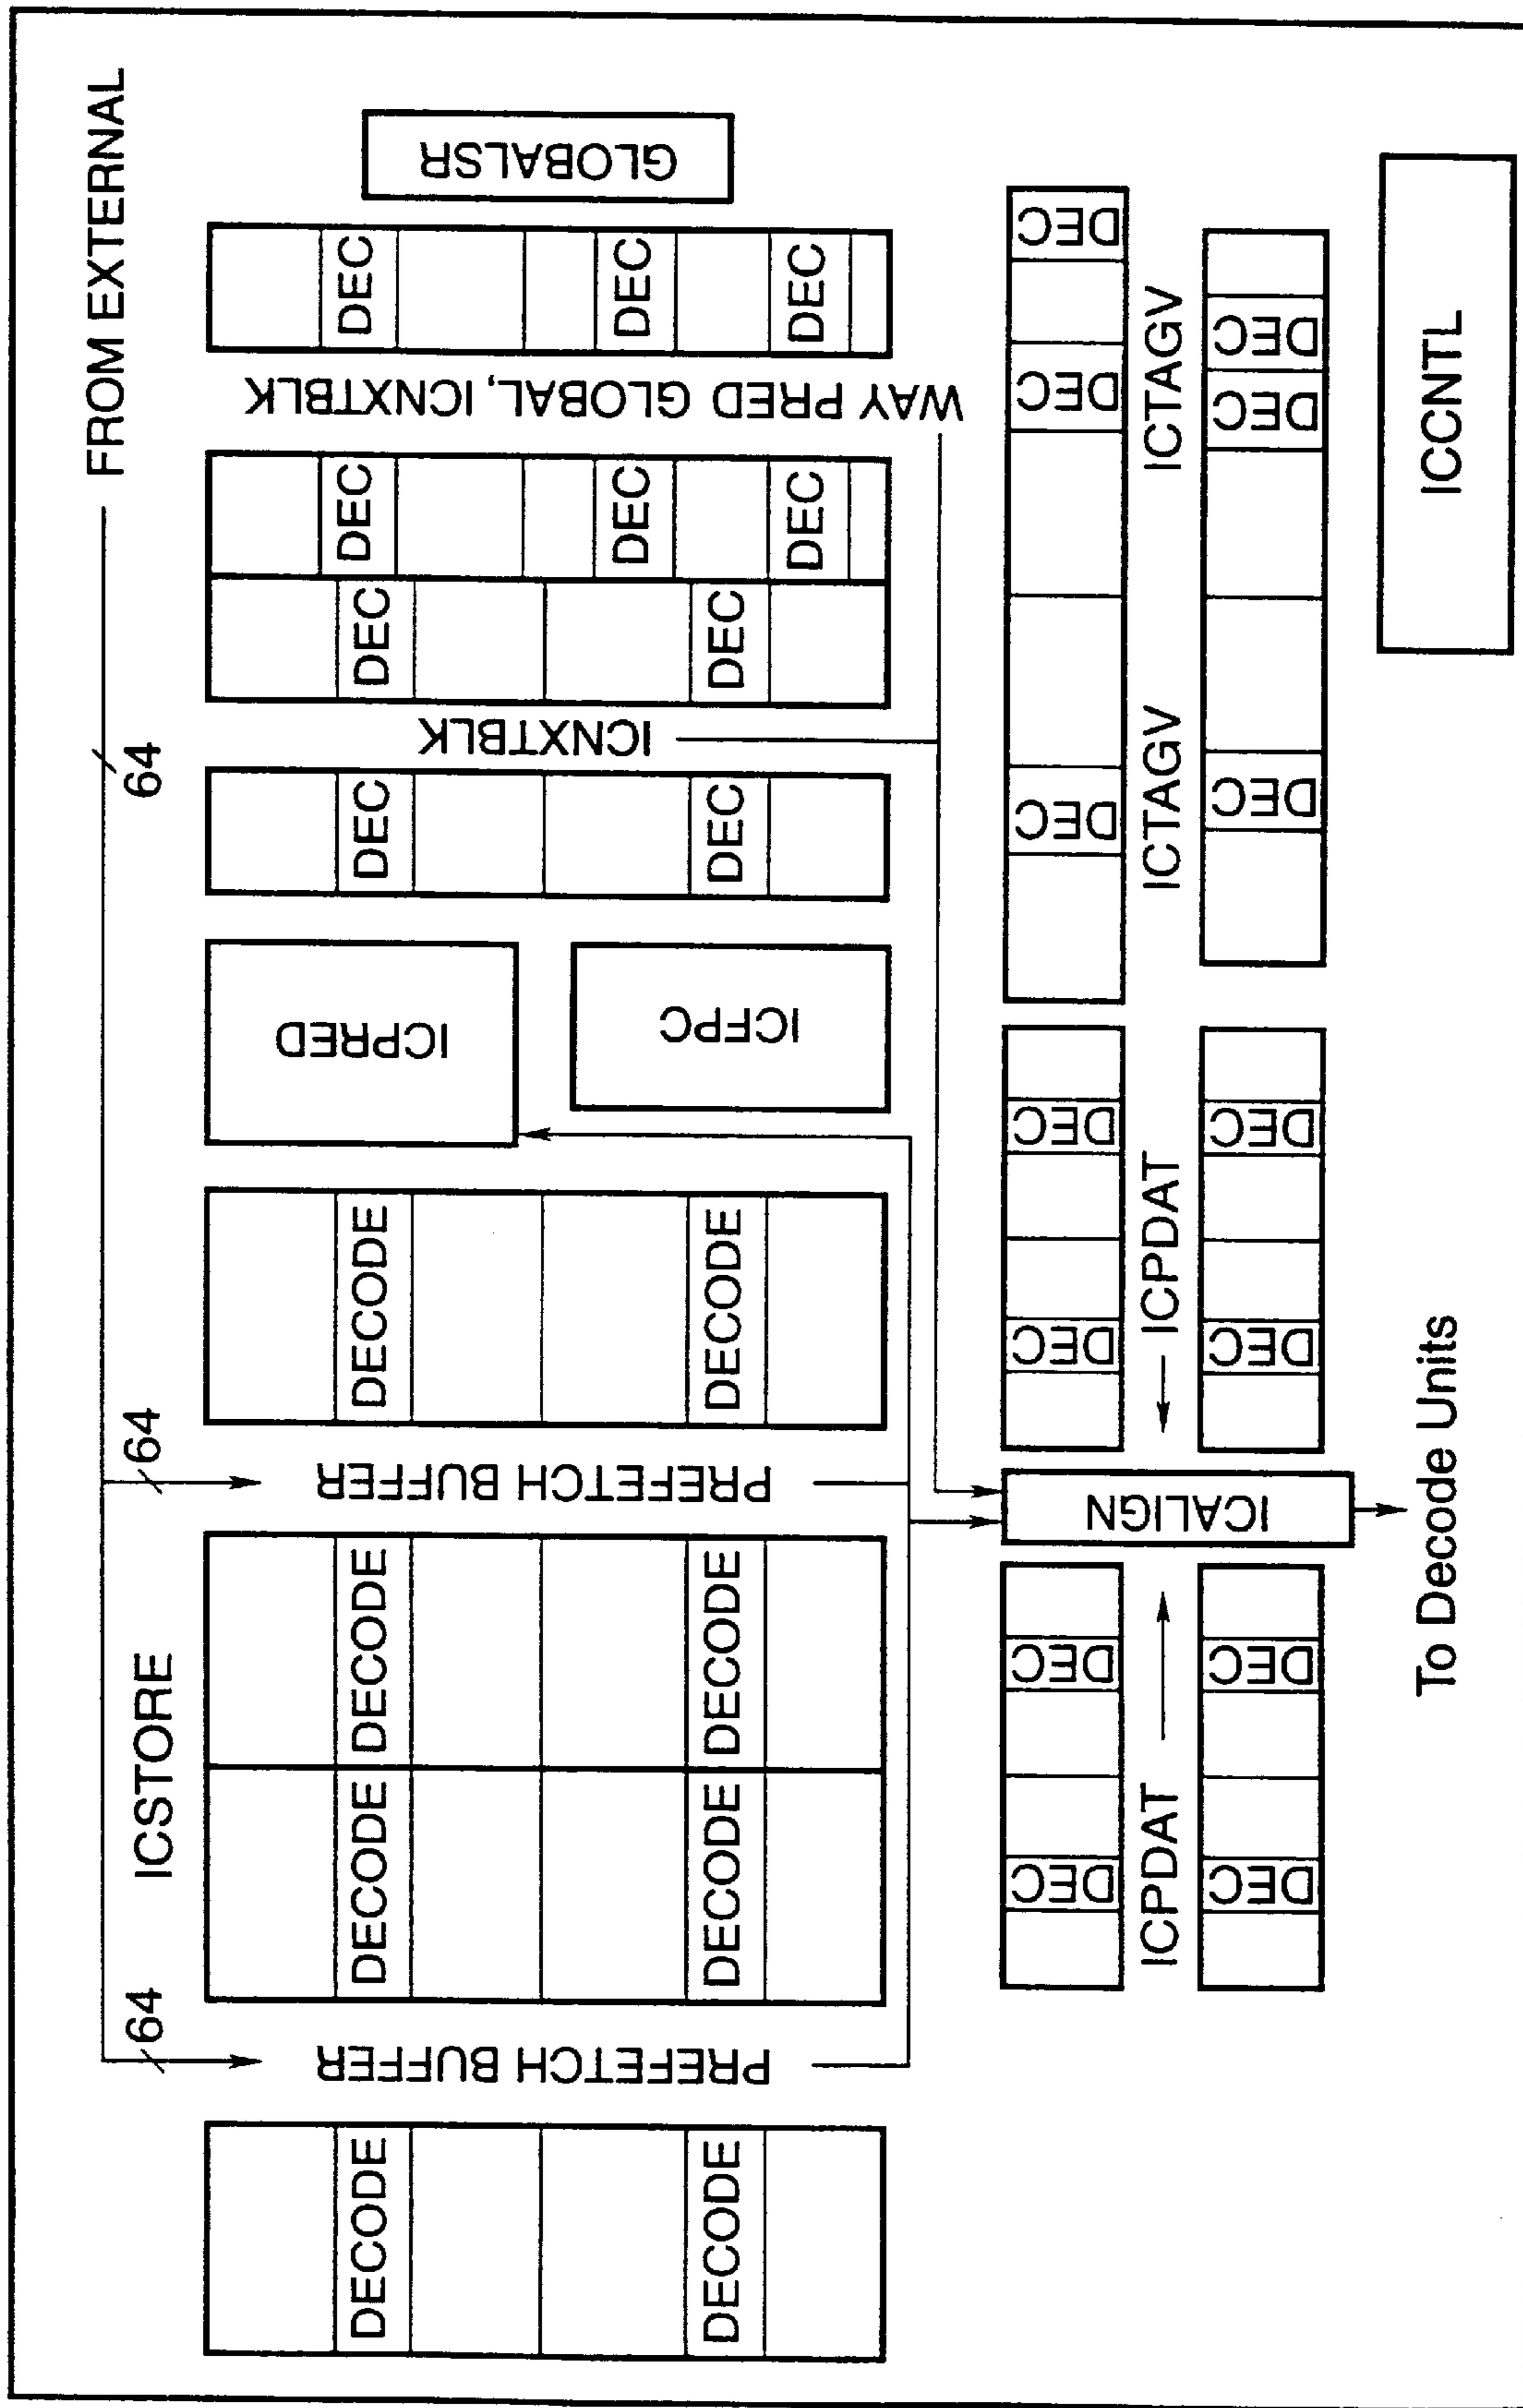 FROM EXTERNAL
64
64
64
ICSTORE
DECODE
DECODE
PREFETCH BUFFER
DECODE
DECODE
DECODE
DECODE
PREFETCH BUFFER
DECODE
DECODE
ICPRED
ICFPC
DEC
DEC
ICNXTBLK
DEC
DEC
DEC
DEC
DEC
WAY PRED GLOBAL, ICNXTBLK
DEC
DEC
DEC
GLOBALSR
DEC
DEC
ICPDAT
DEC
DEC
ICALIGN
DEC
DEC
ICPDAT
DEC
DEC
DEC
DEC
DEC
ICTAGV
ICTAGV
DEC
DEC
DEC
To Decode Units
ICCNTL